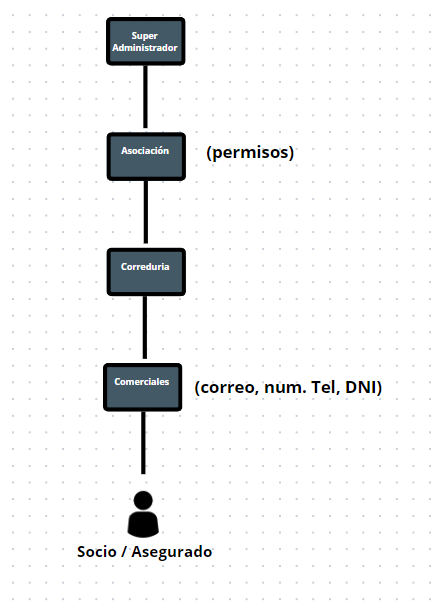 Super
Administrador
Asociación
(permisos)
Correduria
Comerciales
(correo, num. Tel, DNI)
Socio / Asegurado